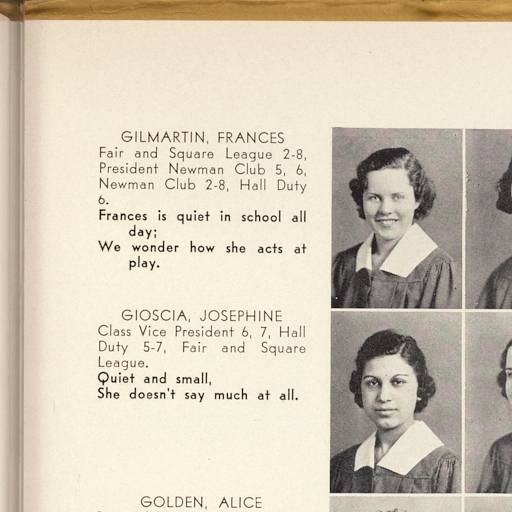 GILMARTIN, FRANCES
Fair and Square League 2-8,
President Newman Club 5, 6,
Newman Club 2-8, Hall Duty
6.
Frances is quiet in school all
day;
We wonder how she acts at
play.
GIOSCIA, JOSEPHINE
Class Vice President 6, 7, Hall
Duty 5-7, Fair and Square
League.
Quiet and small,
She doesn't say much at all.
GOLDEN, ALICE